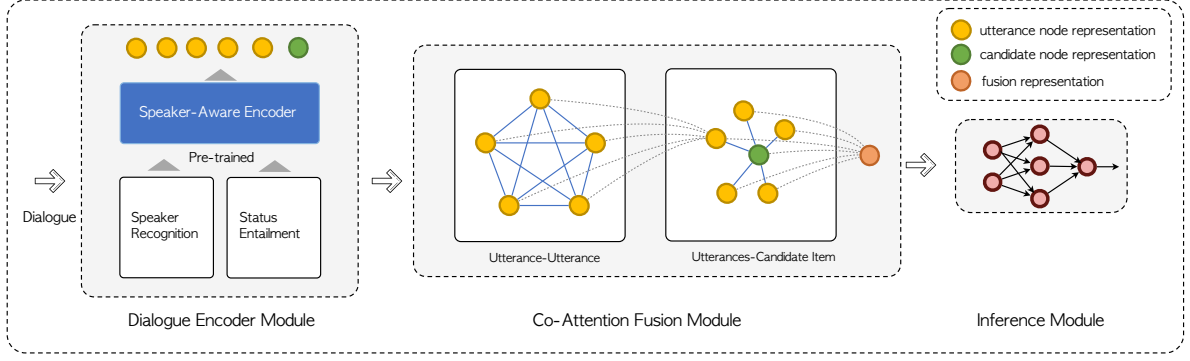 Dialogue
Speaker-Aware Encoder
Pre-trained
Speaker
Recognition
Status
Entailment
Dialogue Encoder Module
Utterance-Utterance
Utterances-Candidate Item
Co-Attention Fusion Module
utterance node representation
candidate node representation
fusion representation
Inference Module